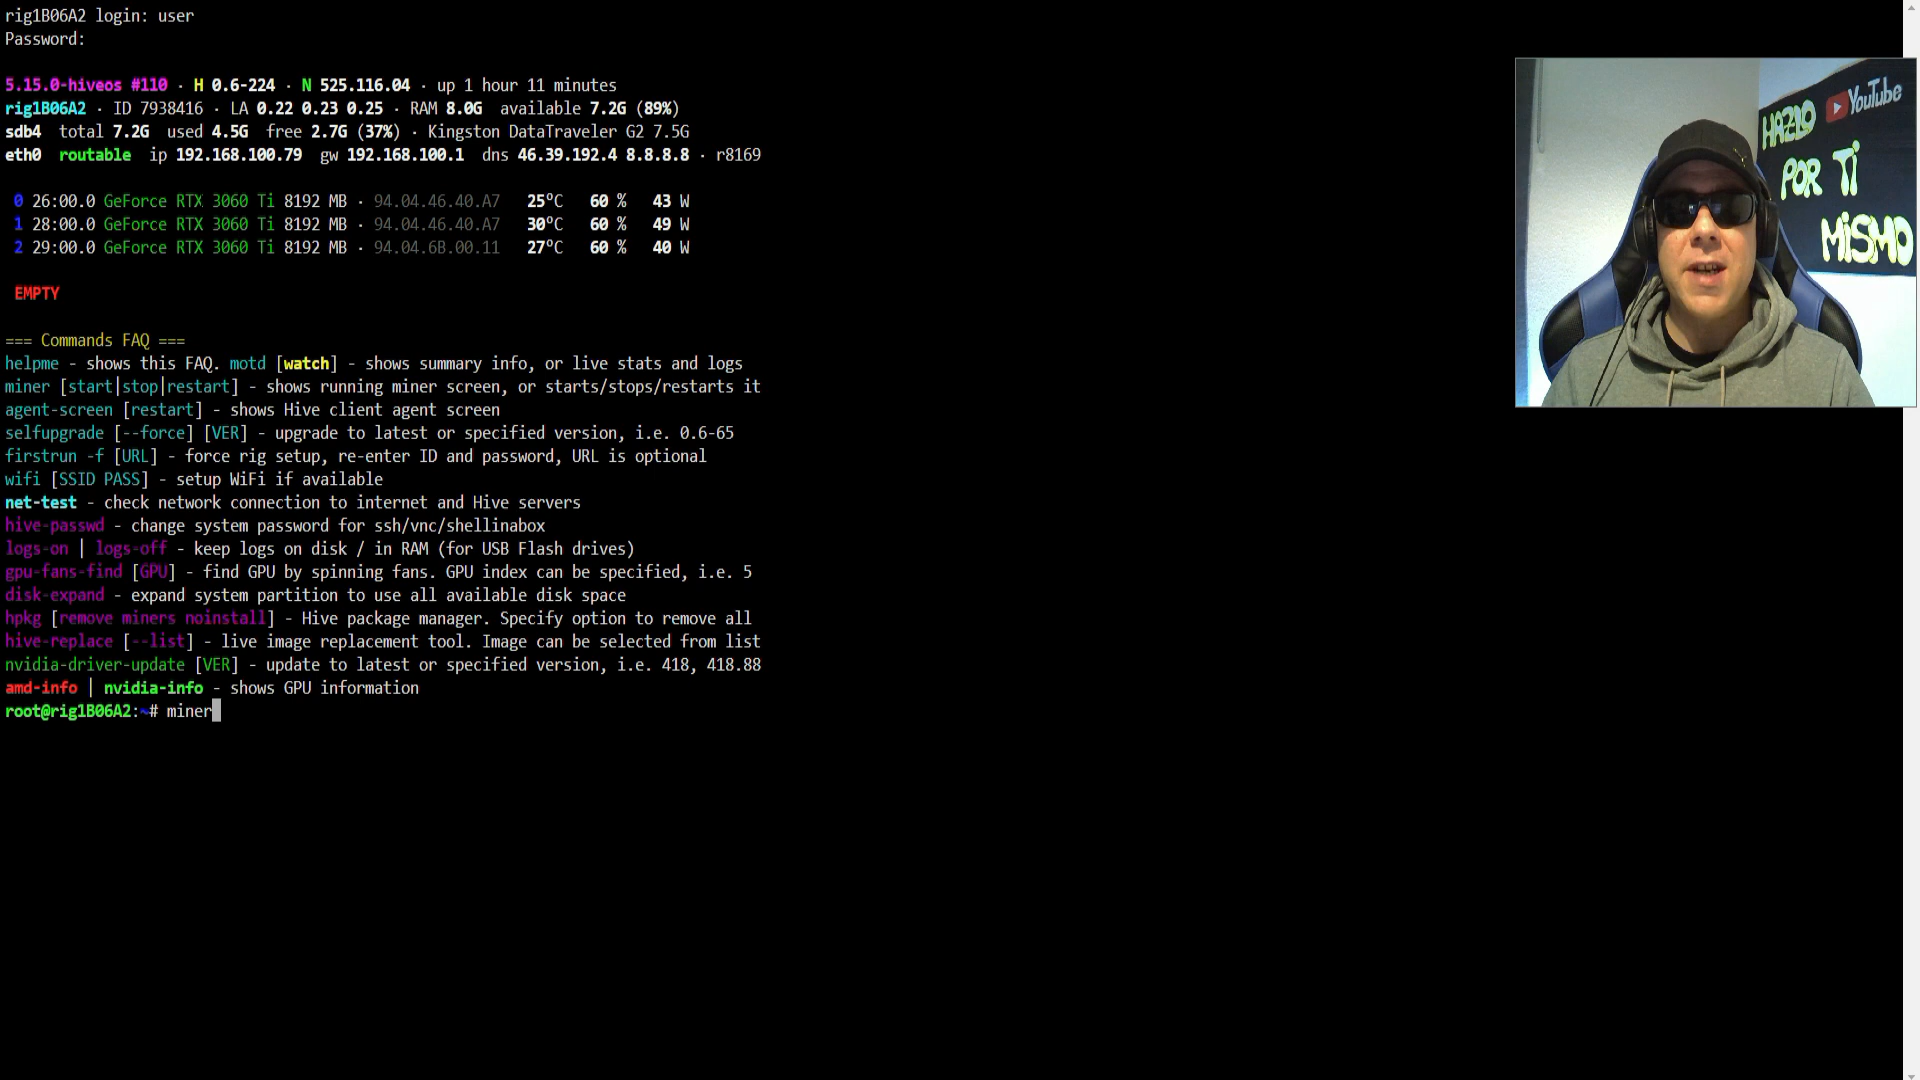 rig1B06A2 login: user
Password:
5.15.0-hiveos #110 · H 0.6-224 · N 525.116.04 · up 1 hour 11 minutes
rig1B06A2 · ID 7938416 · LA 0.22 0.23 0.25 · RAM 8.0G  available 7.2G (89%)
sdb4  total 7.2G  used 4.5G  free 2.7G (37%) · Kingston DataTraveler G2 7.5G
eth0  routable  ip 192.168.100.79  gw 192.168.100.1  dns 46.39.192.4 8.8.8.8 · r8169
0 26:00.0 GeForce RTX 3060 Ti 8192 MB · 94.04.46.40.A7   25°C   60 %   43 W
1 28:00.0 GeForce RTX 3060 Ti 8192 MB · 94.04.46.40.A7   30°C   60 %   49 W
2 29:00.0 GeForce RTX 3060 Ti 8192 MB · 94.04.6B.00.11   27°C   60 %   40 W
EMPTY
=== Commands FAQ ===
helpme - shows this FAQ. motd [watch] - shows summary info, or live stats and logs
miner [start|stop|restart] - shows running miner screen, or starts/stops/restarts it
agent-screen [restart] - shows Hive client agent screen
selfupgrade [--force] [VER] - upgrade to latest or specified version, i.e. 0.6-65
firstrun -f [URL] - force rig setup, re-enter ID and password, URL is optional
wifi [SSID PASS] - setup WiFi if available
net-test - check network connection to internet and Hive servers
hive-passwd - change system password for ssh/vnc/shellinabox
logs-on | logs-off - keep logs on disk / in RAM (for USB Flash drives)
gpu-fans-find [GPU] - find GPU by spinning fans. GPU index can be specified, i.e. 5
disk-expand - expand system partition to use all available disk space
hpkg [remove miners noinstall] - Hive package manager. Specify option to remove all
hive-replace [--list] - live image replacement tool. Image can be selected from list
nvidia-driver-update [VER] - update to latest or specified version, i.e. 418, 418.88
amd-info | nvidia-info - shows GPU information
root@rig1B06A2:~# miner
YouTube
HAZLO
POR Ti
MiSMO